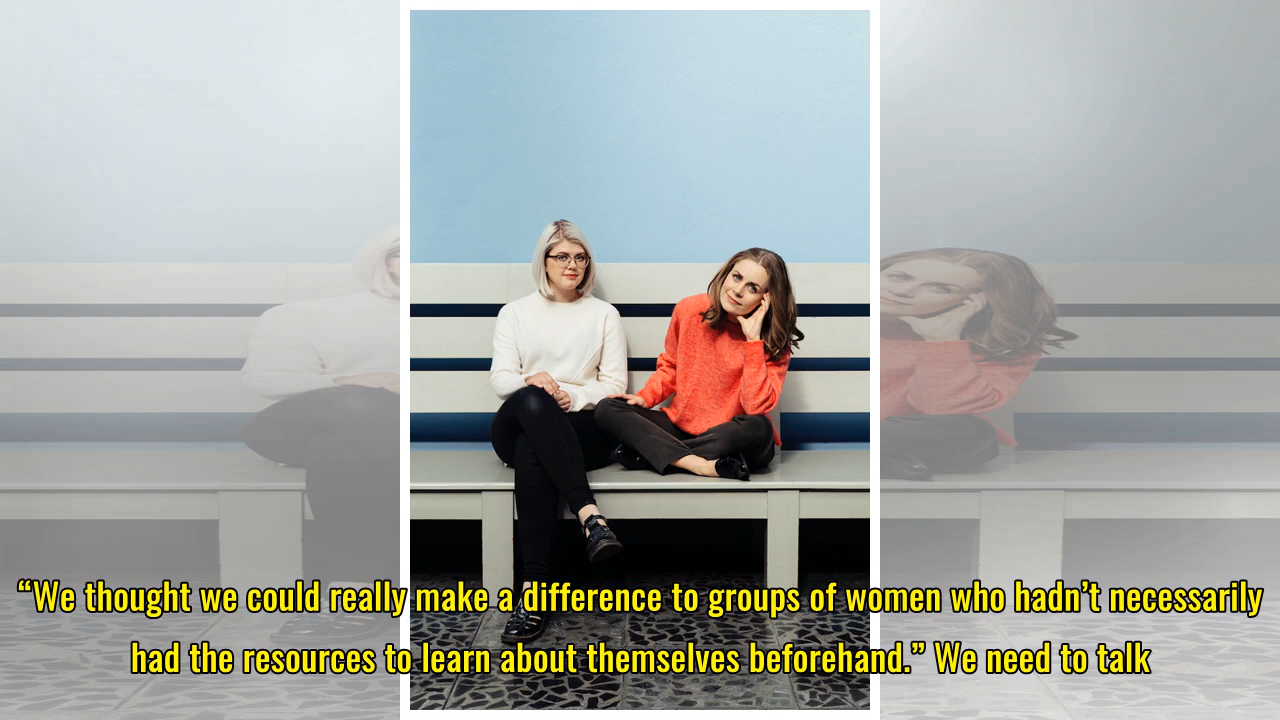 “We thought we could really make a difference to groups of women who hadn’t necessarily
had the resources to learn about themselves beforehand.” We need to talk